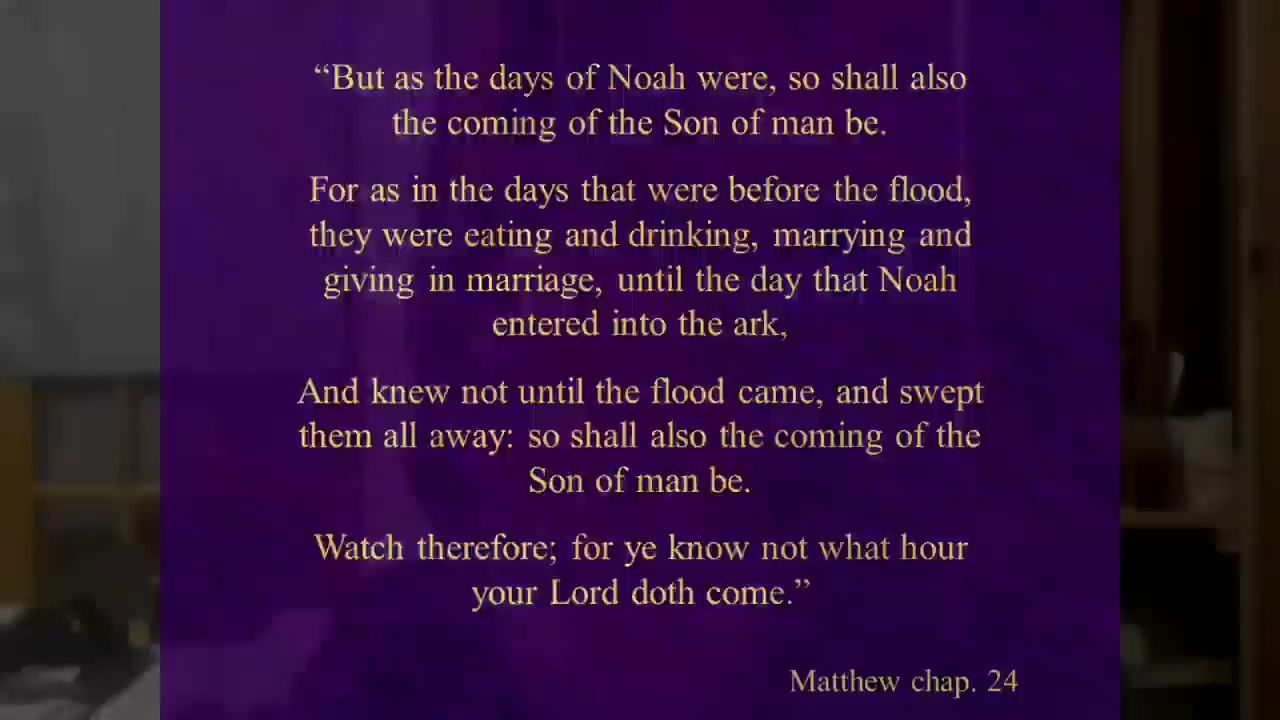 “But as the days of Noah were, so shall also
the coming of the Son of man be.
For as in the days that were before the flood,
they were eating and drinking, marrying and
giving in marriage, until the day that Noah
entered into the ark,
And knew not until the flood came, and swept
them all away: so shall also the coming of the
Son of man be.
Watch therefore; for ye know not what hour
your Lord doth come.”
Matthew chap. 24